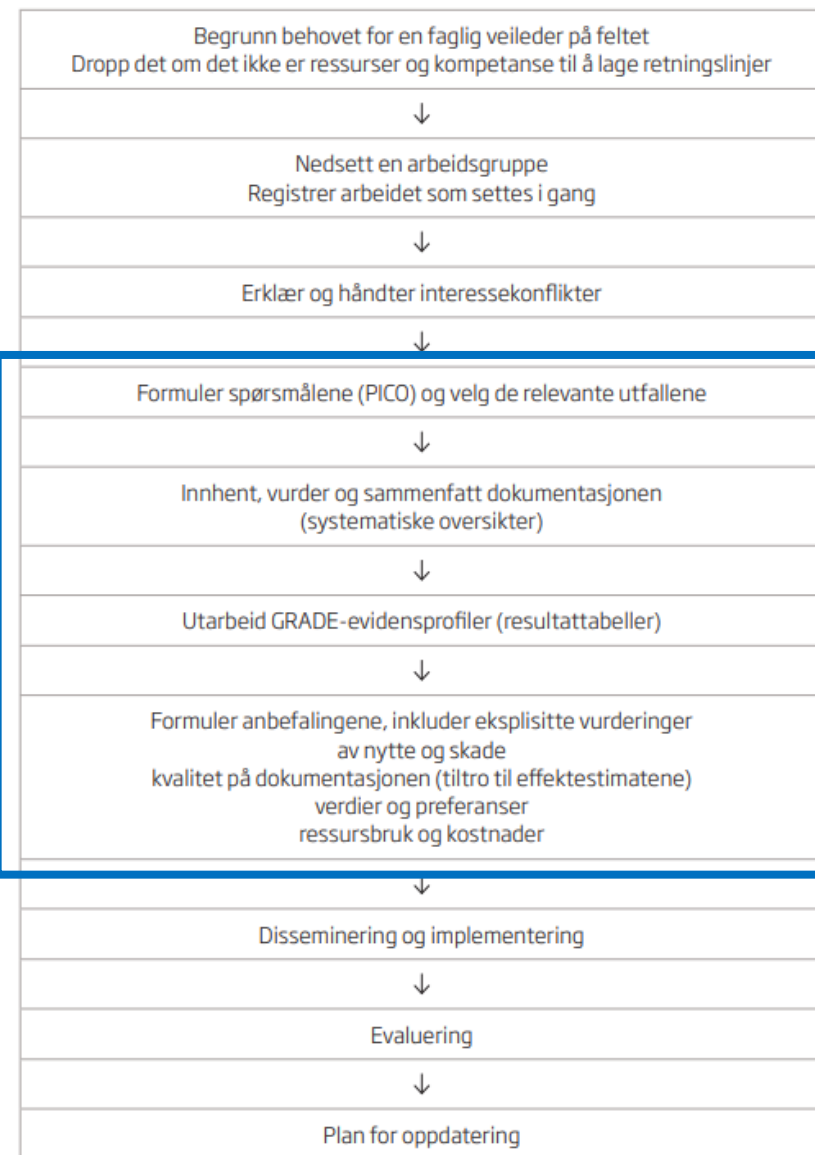 Begrunn behovet for en faglig veileder på feltet
Dropp det om det ikke er ressurser og kompetanse til å lage retningslinjer
↓
Nedsett en arbeidsgruppe
Registrer arbeidet som settes i gang
↓
Erklær og håndter interessekonflikter
↓
Formuler spørsmålene (PICO) og velg de relevante utfallene
↓
Innhent, vurder og sammenfatt dokumentasjonen
(systematiske oversikter)
↓
Utarbeid GRADE-evidensprofiler (resultattabeller)
↓
Formuler anbefalingene, inkluder eksplisitte vurderinger
av nytte og skade
kvalitet på dokumentasjonen (tiltro til effektestimatene)
verdier og preferanser
ressursbruk og kostnader
↓
Disseminering og implementering
↓
Evaluering
↓
Plan for oppdatering